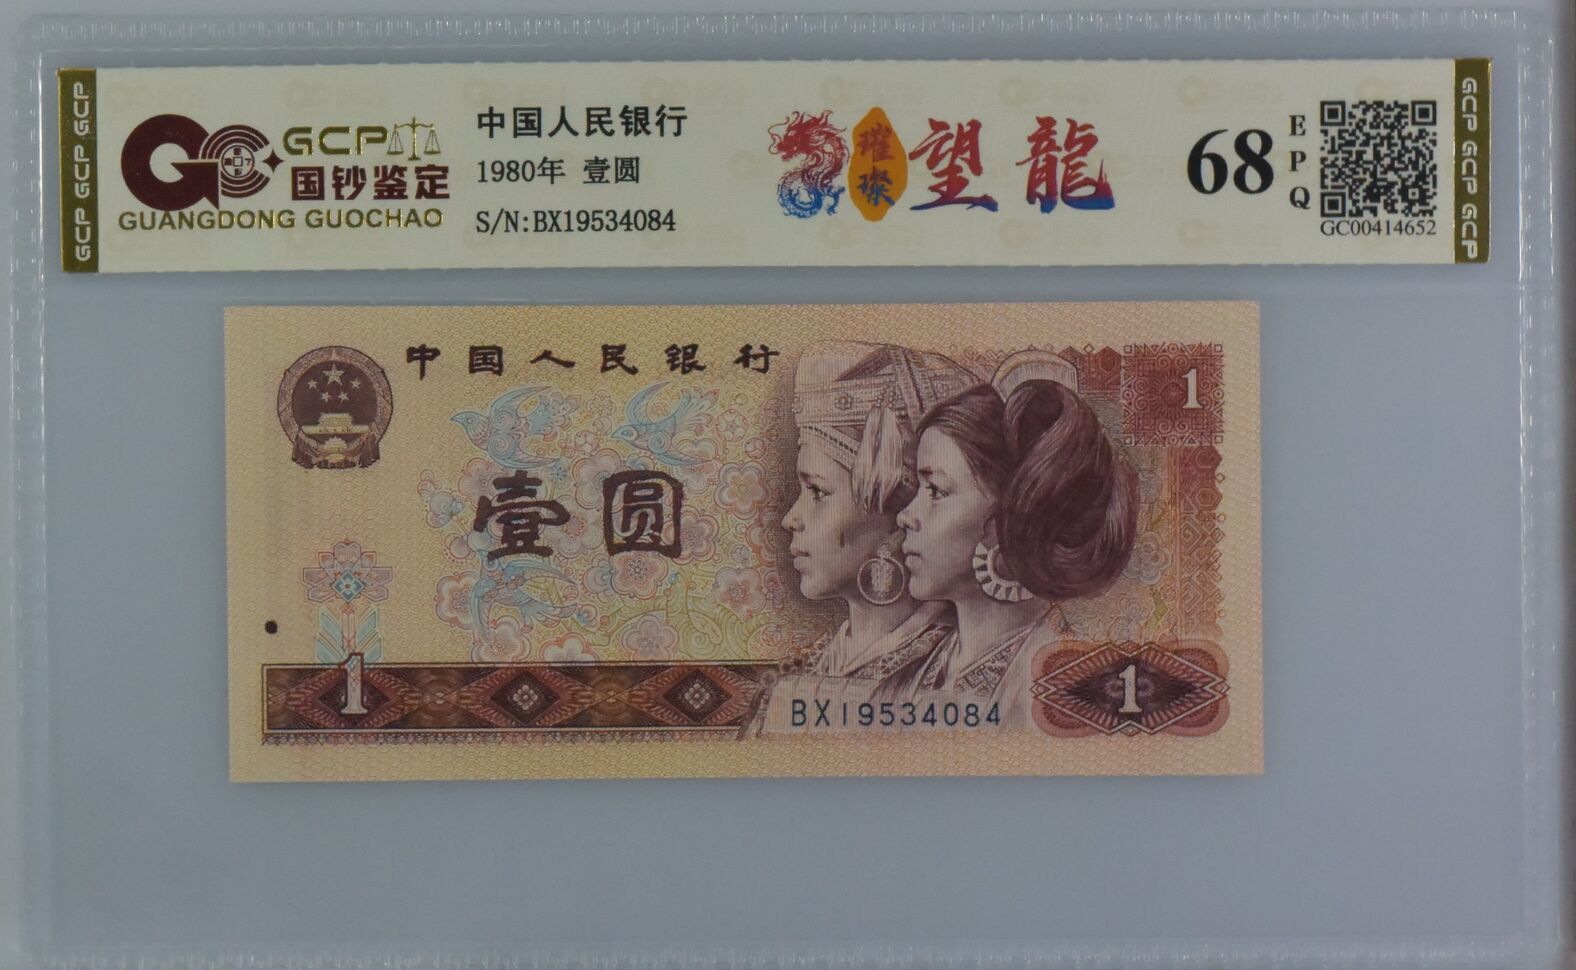 GCP GCP GCP
GCP
国钞鉴定
GUANGDONG GUOCHAO
中国人民银行
1980年 壹圆
S/N:BX19534084
璀璨
望龍
68
EPQ
GC00414652
GCP GCP GCP
中国人民银行
1
壹圆
1
BX19534084
1